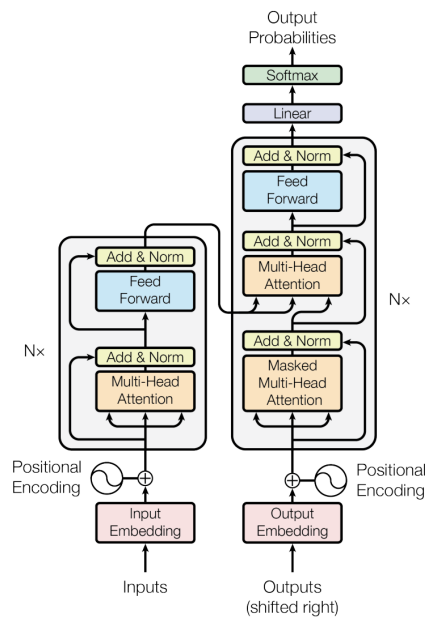 Output
Probabilities
Softmax
Linear
Add & Norm
Feed
Forward
Add & Norm
Multi-Head
Attention
Nx
Add & Norm
Masked
Multi-Head
Attention
Positional
Encoding
Output
Embedding
Outputs
(shifted right)
Add & Norm
Feed
Forward
Nx
Add & Norm
Multi-Head
Attention
Positional
Encoding
Input
Embedding
Inputs